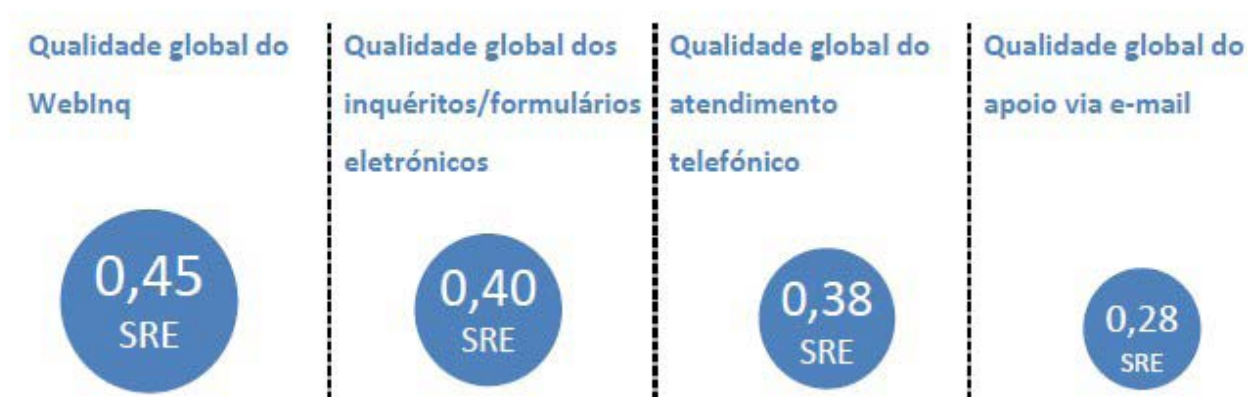 Qualidade global do
WebInq
0,45
SRE
Qualidade global dos
inquéritos/formulários
eletrónicos
0,40
SRE
Qualidade global do
atendimento
telefónico
0,38
SRE
Qualidade global do
apoio via e-mail
0,28
SRE